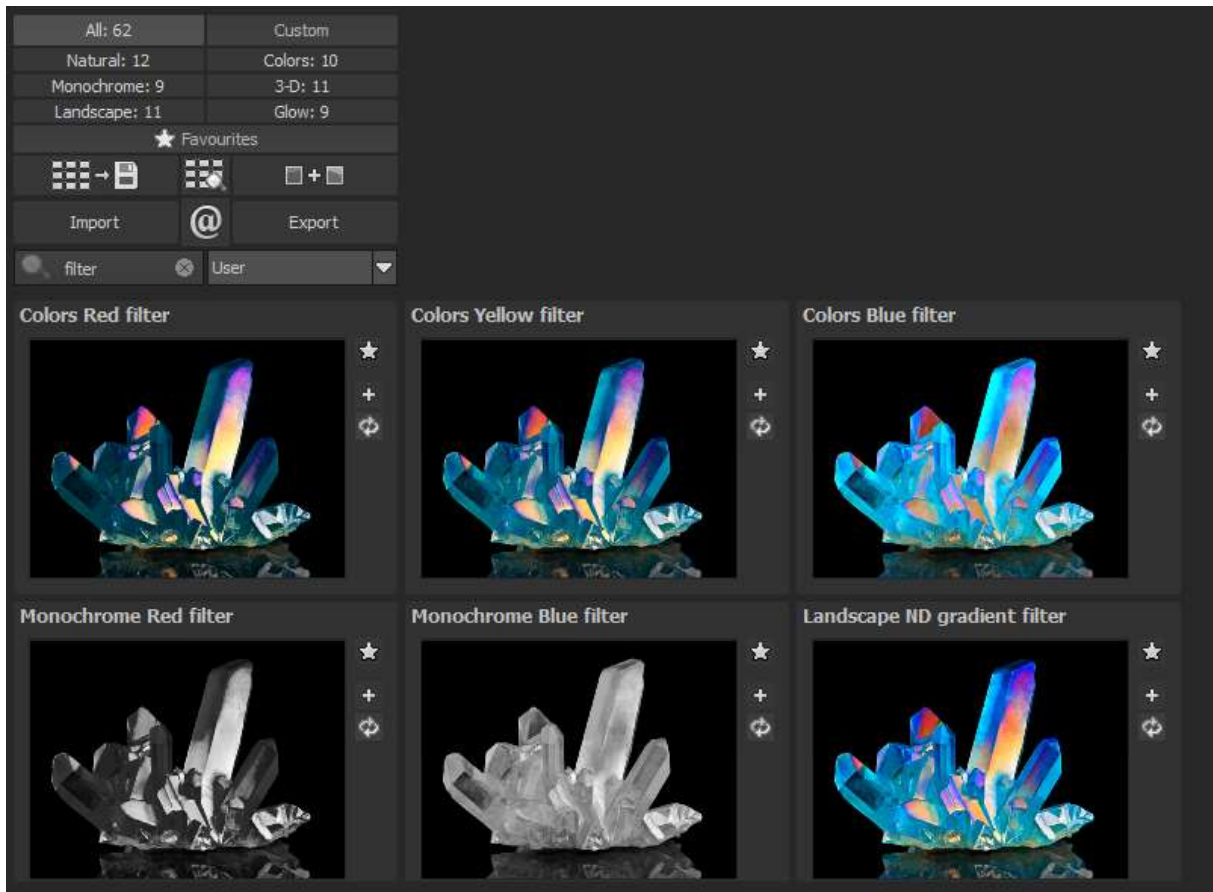 All: 62 Custom
Natural: 12 Colors: 10
Monochrome: 9 3-D: 11
Landscape: 11 Glow: 9
Favourites
+
Import @ Export
filter User
Colors Red filter Colors Yellow filter Colors Blue filter
Monochrome Red filter Monochrome Blue filter Landscape ND gradient filter